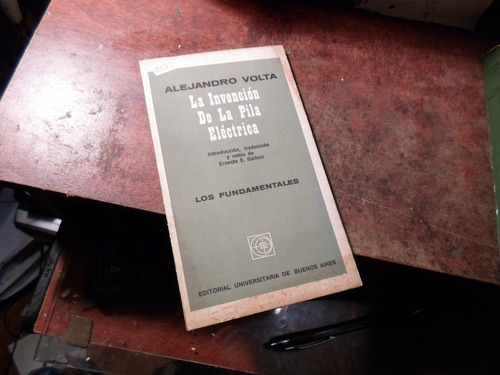 ALEJANDRO VOLTA
La Invención
De La Pila
Eléctrica
Introducción, traducción
y notas de
Ernesto E. Galloni
LOS FUNDAMENTALES
EDITORIAL UNIVERSITARIA DE BUENOS AIRES